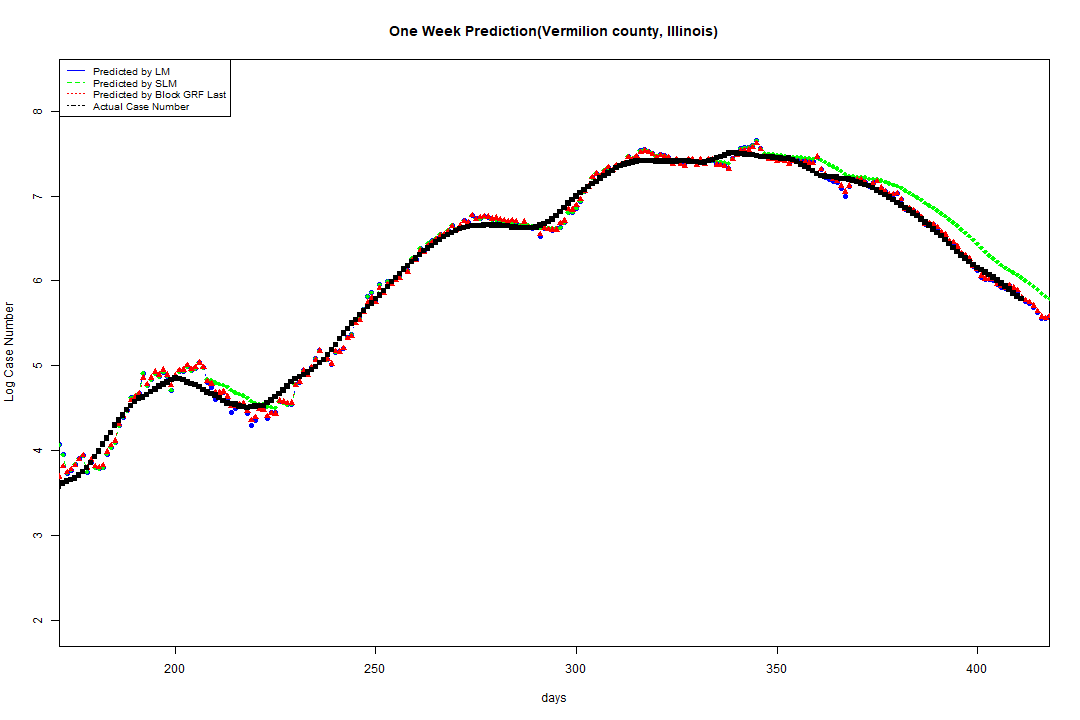 One Week Prediction(Vermilion county, Illinois)
Predicted by LM
Predicted by SLM
Predicted by Block GRF Last
Actual Case Number
Log Case Number
8
7
6
5
4
3
2
200 250 300 350 400
days